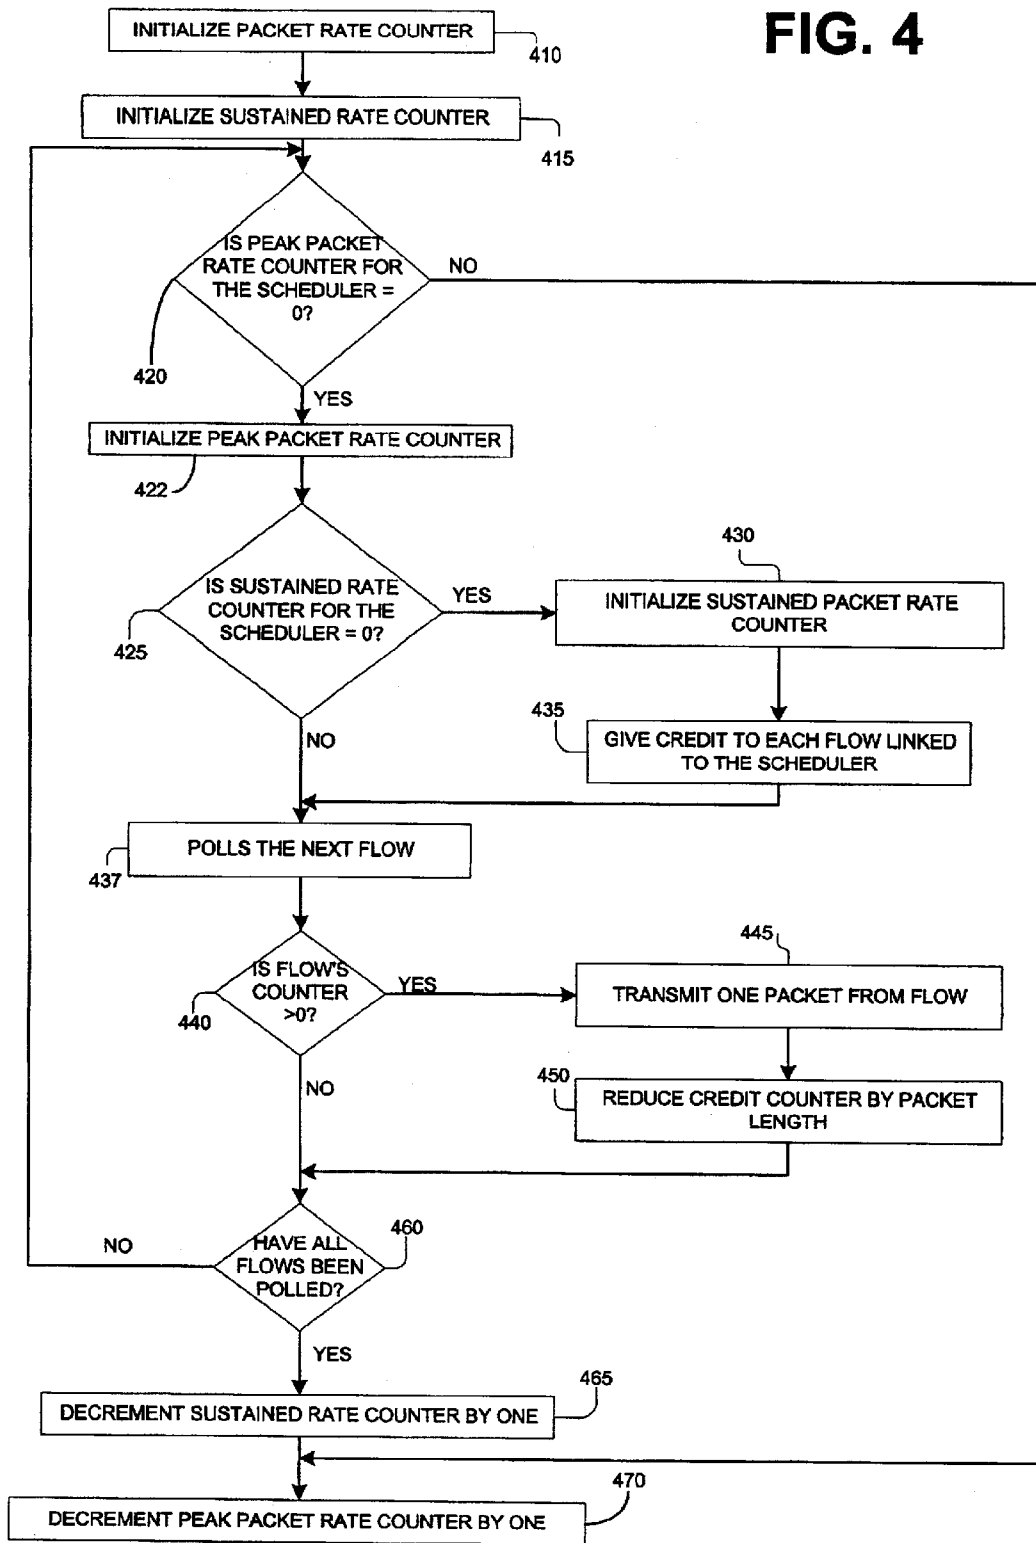 FIG. 4
INITIALIZE PACKET RATE COUNTER
410
INITIALIZE SUSTAINED RATE COUNTER
415
IS PEAK PACKET
RATE COUNTER FOR
THE SCHEDULER =
0?
NO
420
YES
INITIALIZE PEAK PACKET RATE COUNTER
422
IS SUSTAINED RATE
COUNTER FOR THE
SCHEDULER = 0?
425
YES
430
INITIALIZE SUSTAINED PACKET RATE
COUNTER
435
GIVE CREDIT TO EACH FLOW LINKED
TO THE SCHEDULER
NO
POLLS THE NEXT FLOW
437
IS FLOW'S
COUNTER
>0?
440
YES
445
TRANSMIT ONE PACKET FROM FLOW
450
REDUCE CREDIT COUNTER BY PACKET
LENGTH
NO
HAVE ALL
FLOWS BEEN
POLLED?
460
NO
YES
465
DECREMENT SUSTAINED RATE COUNTER BY ONE
470
DECREMENT PEAK PACKET RATE COUNTER BY ONE